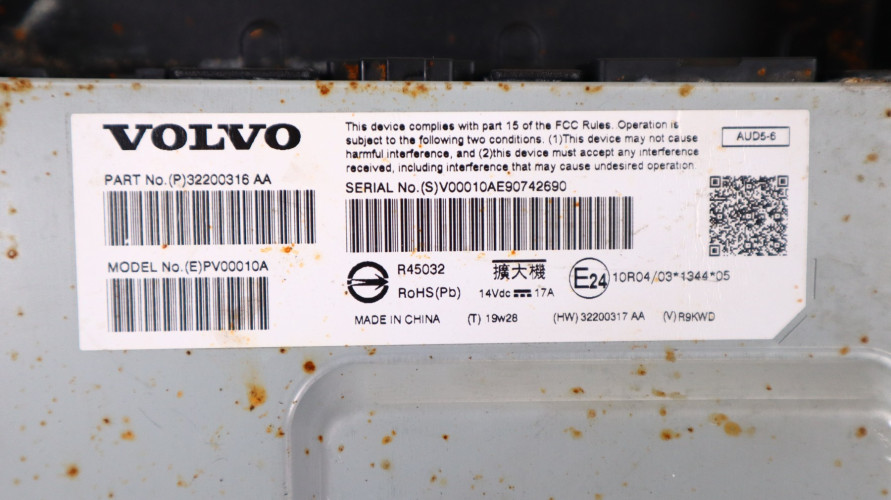 VOLVO
PART No.(P)32200316 AA
MODEL No.(E)PV00010A
This device complies with part 15 of the FCC Rules. Operation is
subject to the following two conditions. (1)This device may not cause
harmful interference, and (2)this device must accept any interference
received, including interference that may cause undesired operation.
SERIAL No.(S)V00010AE90742690
AUD5-6
R45032
RoHS(Pb)
擴大機
14Vdc 17A
E24
10R04/03*1344*05
MADE IN CHINA
(T) 19w28
(HW) 32200317 AA
(V) R9KWD